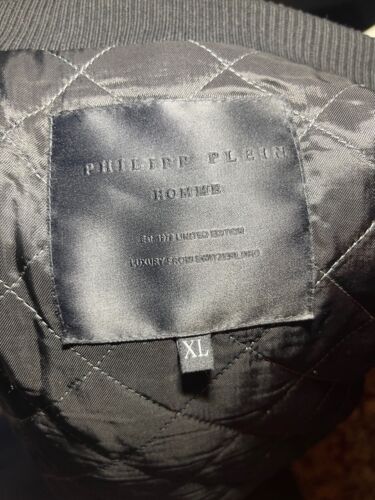 PHILIPP PLEIN
HOMME
LIMITED EDITION
LUXURY FROM SWITZERLAND
XL